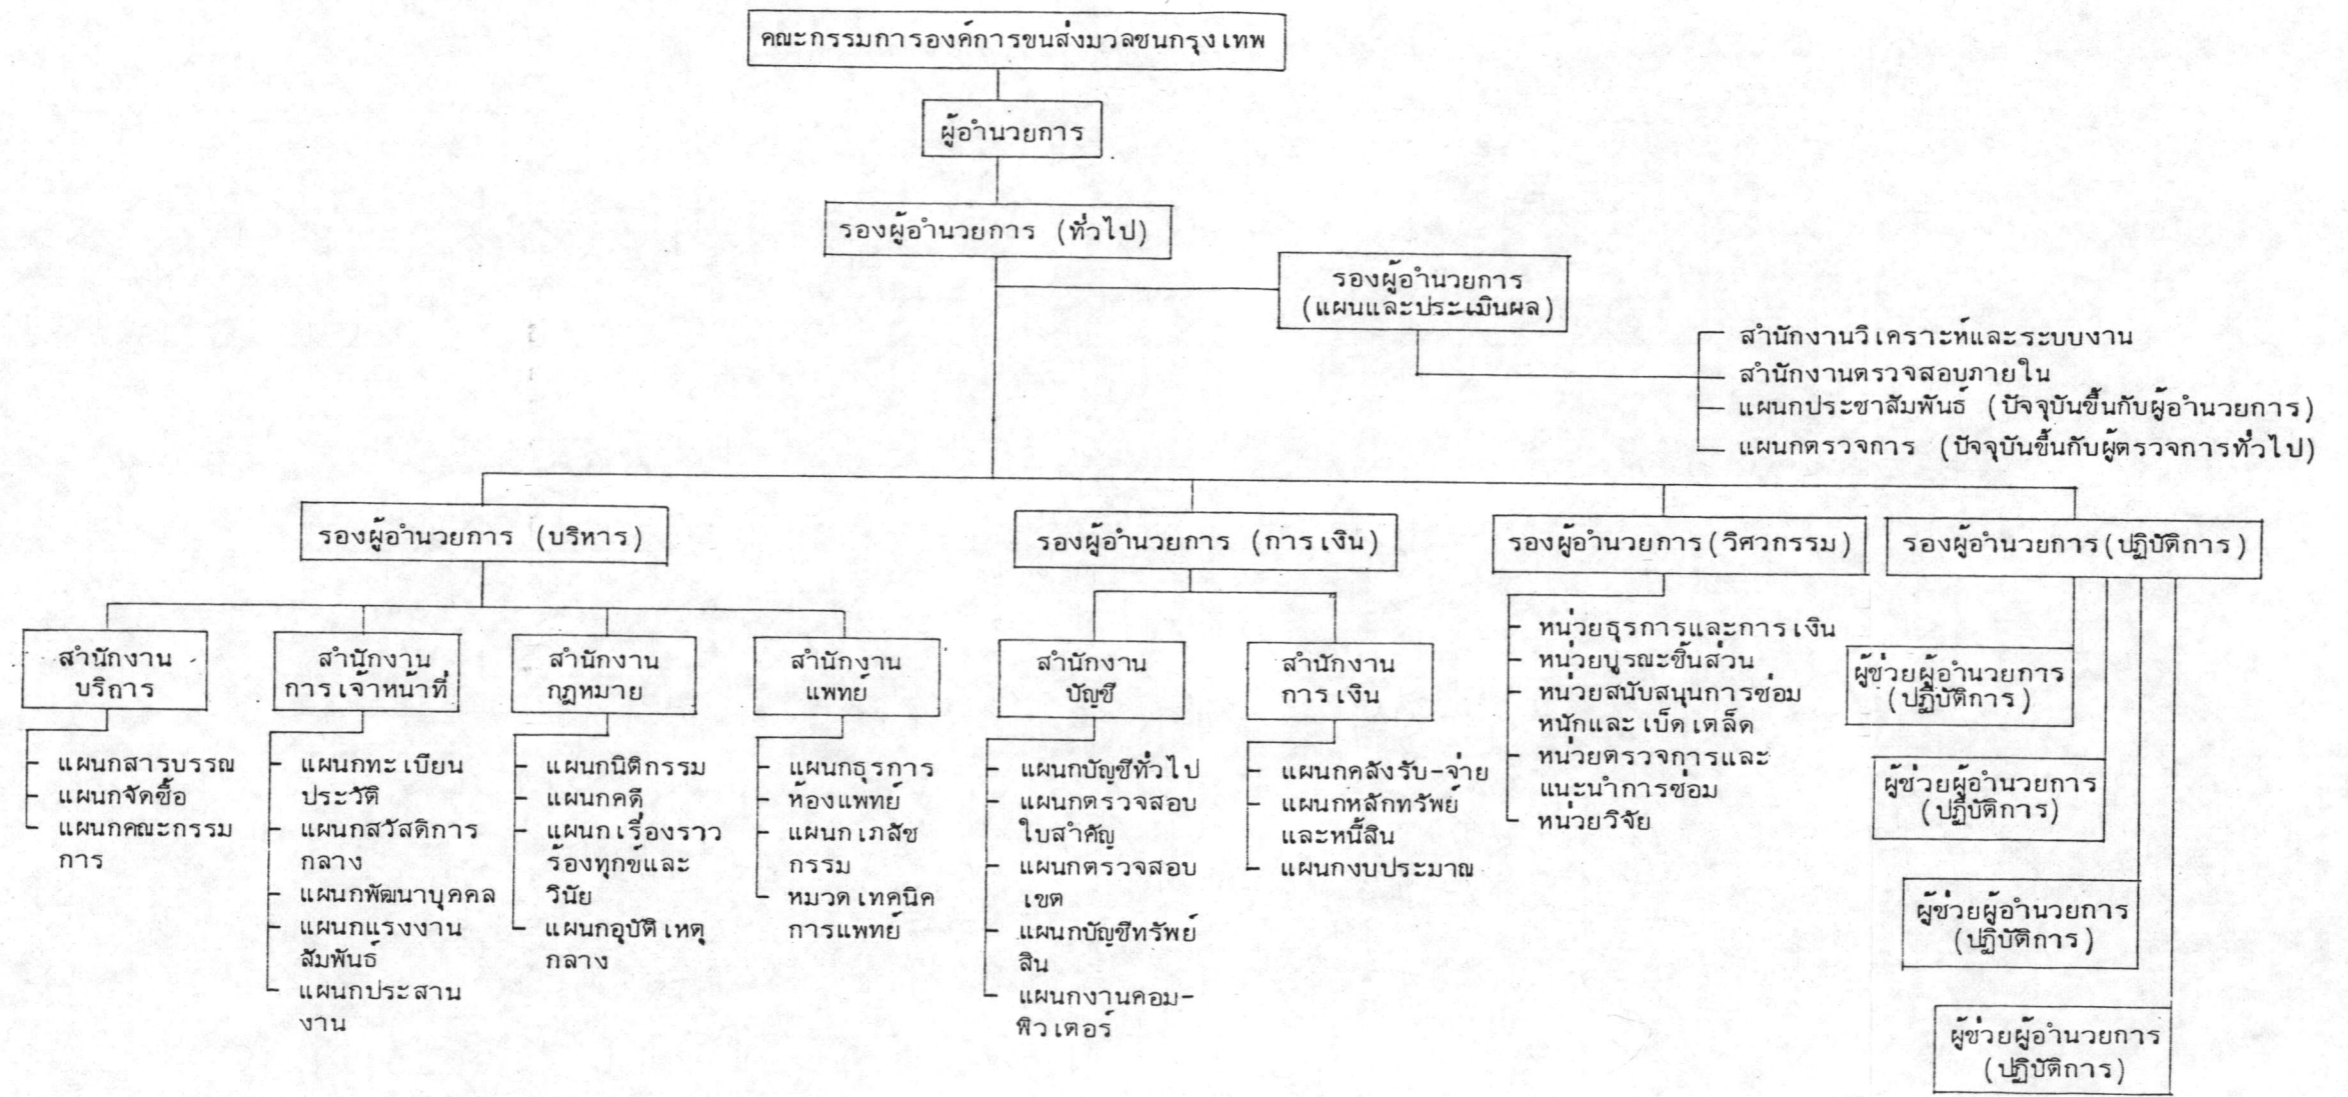 คณะกรรมการองค์การขนส่งมวลชนกรุงเทพ
ผู้อำนวยการ
รองผู้อำนวยการ (ทั่วไป)
รองผู้อำนวยการ
(แผนและประเมินผล)
สำนักงานวิเคราะห์และระบบงาน
สำนักงานตรวจสอบภายใน
แผนกประชาสัมพันธ์ (ปัจจุบันขึ้นกับผู้อำนวยการ)
แผนกตรวจการ (ปัจจุบันขึ้นกับผู้ตรวจการทั่วไป)
รองผู้อำนวยการ (บริหาร)
สำนักงาน
บริการ
แผนกสารบรรณ
แผนกจัดซื้อ
แผนกคณะกรรม
การ
สำนักงาน
การเจ้าหน้าที่
แผนกทะเบียน
ประวัติ
แผนกสวัสดิการ
กลาง
แผนกพัฒนาบุคคล
แผนกแรงงาน
สัมพันธ์
แผนกประสาน
งาน
สำนักงาน
กฎหมาย
แผนกนิติกรรม
แผนกคดี
แผนกเรื่องราว
ร้องทุกข์และ
วินัย
แผนกอุบัติเหตุ
กลาง
สำนักงาน
แพทย์
แผนกธุรการ
ห้องแพทย์
แผนกเภสัช
กรรม
หมวดเทคนิค
การแพทย์
รองผู้อำนวยการ (การเงิน)
สำนักงาน
บัญชี
แผนกบัญชีทั่วไป
แผนกตรวจสอบ
ใบสำคัญ
แผนกตรวจสอบ
เขต
แผนกบัญชีทรัพย์
สิน
แผนกงานคอม-
พิวเตอร์
สำนักงาน
การเงิน
แผนกคลังรับ-จ่าย
แผนกหลักทรัพย์
และหนี้สิน
แผนกงบประมาณ
รองผู้อำนวยการ(วิศวกรรม)
หน่วยธุรการและการเงิน
หน่วยบูรณะชิ้นส่วน
หน่วยสนับสนุนการซ่อม
หนักและเบ็ดเตล็ด
หน่วยตรวจการและ
แนะนำการซ่อม
หน่วยวิจัย
รองผู้อำนวยการ(ปฏิบัติการ)
ผู้ช่วยผู้อำนวยการ
(ปฏิบัติการ)
ผู้ช่วยผู้อำนวยการ
(ปฏิบัติการ)
ผู้ช่วยผู้อำนวยการ
(ปฏิบัติการ)
ผู้ช่วยผู้อำนวยการ
(ปฏิบัติการ)